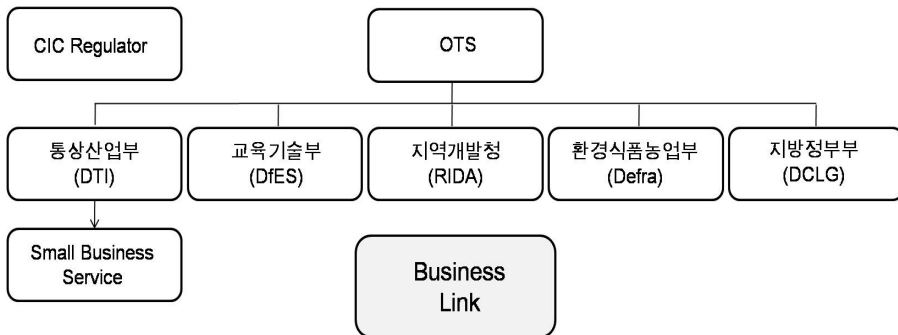 CIC Regulator
OTS
통상산업부
(DTI)
교육기술부
(DfES)
지역개발청
(RIDA)
환경식품농업부
(Defra)
지방정부부
(DCLG)
Small Business
Service
Business
Link